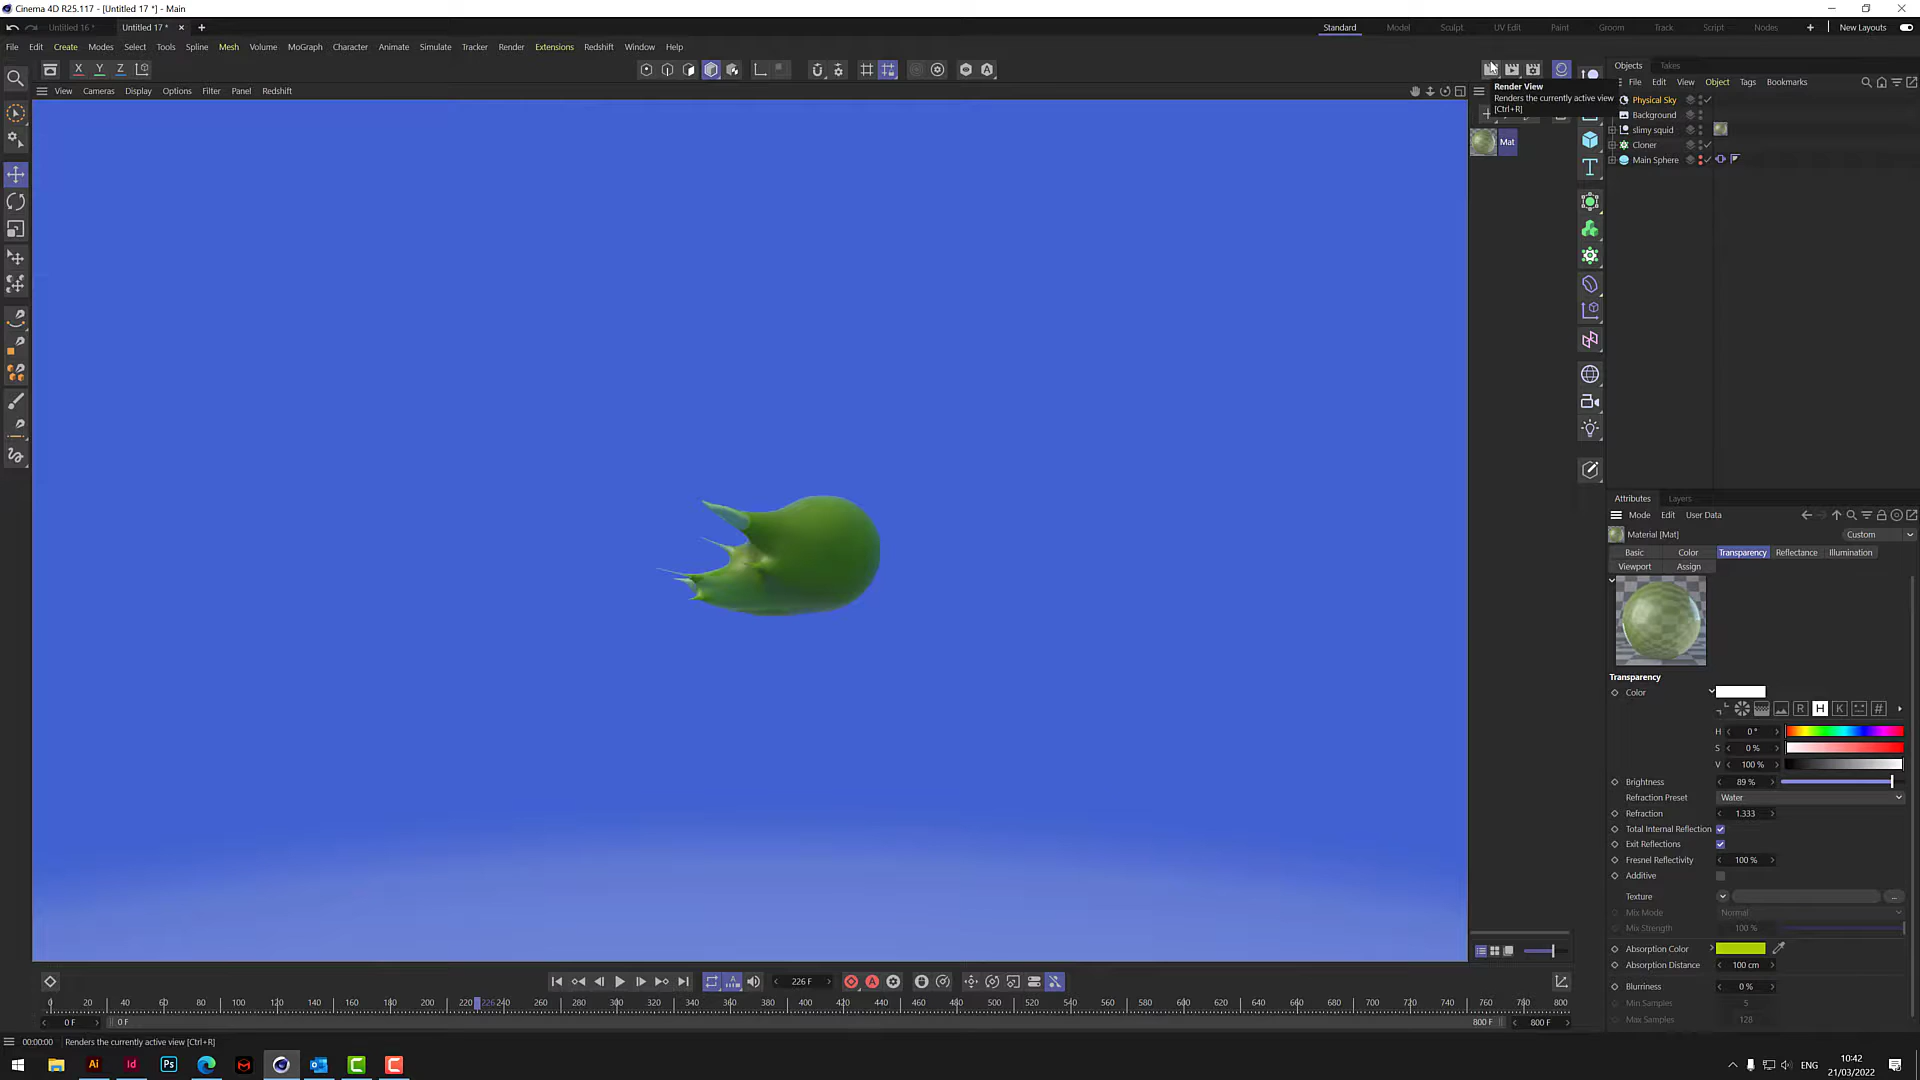 Cinema 4D R25.117 - [Untitled 17 *] - Main
Untitled 16 *
Untitled 17 *
Standard
Model
Sculpt
UV Edit
Paint
Groom
Track
Script
Nodes
New Layouts
File Edit Create Modes Select Tools Spline Mesh Volume MoGraph Character Animate Simulate Tracker Render Extensions Redshift Window Help
X Y Z
Objects Takes
File Edit View Object Tags Bookmarks
View Cameras Display Options Filter Panel Redshift
Render View
Renders the currently active view
[Ctrl+R]
Physical Sky
Background
slimy squid
Cloner
Main Sphere
Mat
Attributes Layers
Mode Edit User Data
Material [Mat]
Custom
Basic Color Transparency Reflectance Illumination
Viewport Assign
Transparency
Color
R H K #
H 0 °
S 0 %
V 100 %
Brightness 89 %
Refraction Preset Water
Refraction 1.333
Total Internal Reflection
Exit Reflections
Fresnel Reflectivity 100 %
Additive
Texture ...
Mix Mode Normal
Mix Strength 100 %
Absorption Color
Absorption Distance 100 cm
Blurriness 0 %
Min Samples 5
Max Samples 128
226 F
0 20 40 60 80 100 120 140 160 180 200 220 226 240 260 280 300 320 340 360 380 400 420 440 460 480 500 520 540 560 580 600 620 640 660 680 700 720 740 760 780 800
0 F 0 F 800 F 800 F
00:00:00 Renders the currently active view [Ctrl+R]
Ai Id Ps C C
ENG
10:42
21/03/2022